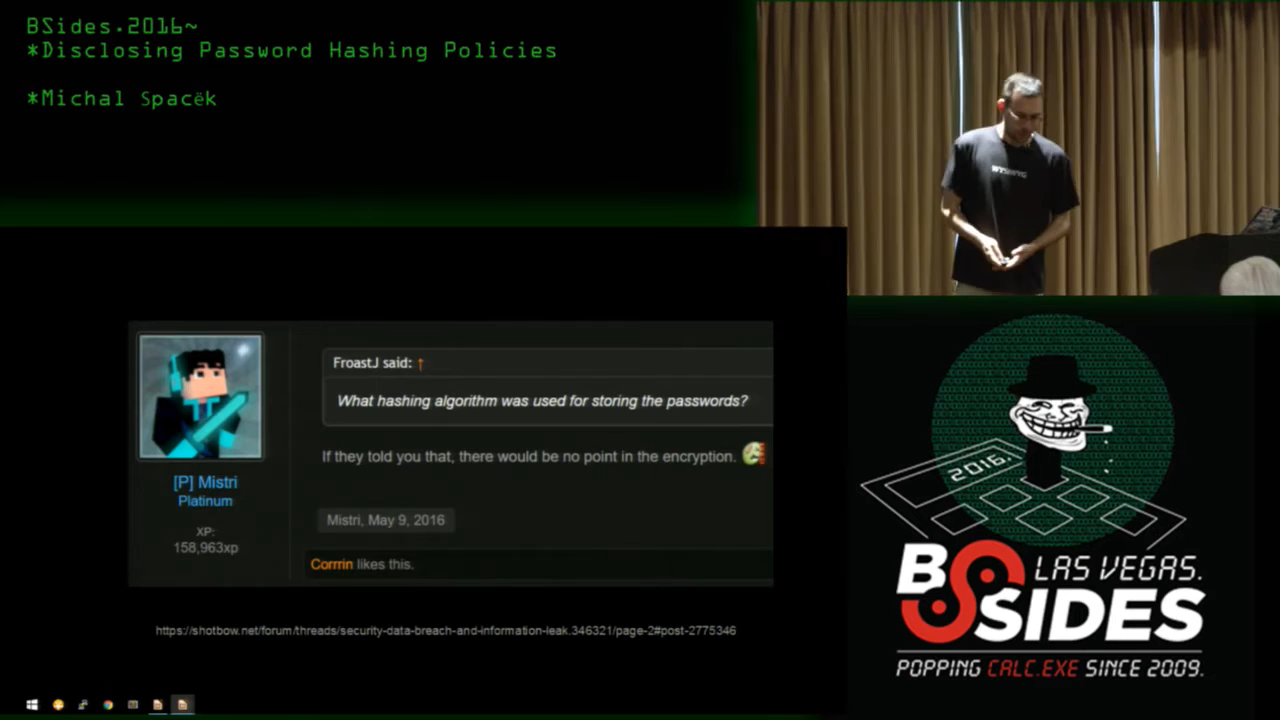 BSides.2016~
*Disclosing Password Hashing Policies
*Michal Spacëk
FroastJ said: ↑
What hashing algorithm was used for storing the passwords?
If they told you that, there would be no point in the encryption.
[P] Mistri
Platinum
XP:
158,963xp
Mistri, May 9, 2016
Corrrin likes this.
https://shotbow.net/forum/threads/security-data-breach-and-information-leak.346321/page-2#post-2775346
2016.
BSIDES
LAS VEGAS.
POPPING CALC.EXE SINCE 2009.